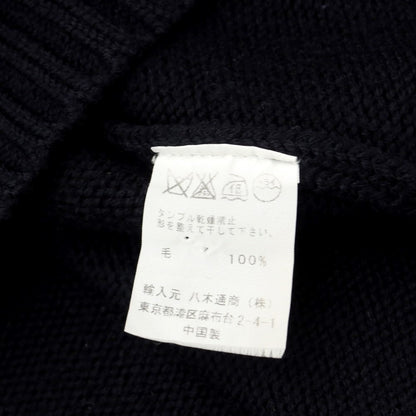 タンブル乾燥禁止
形を整えて干して下さい。
毛 100%
輸入元 八木通商（株）
東京都港区麻布台2-4-1
中国製